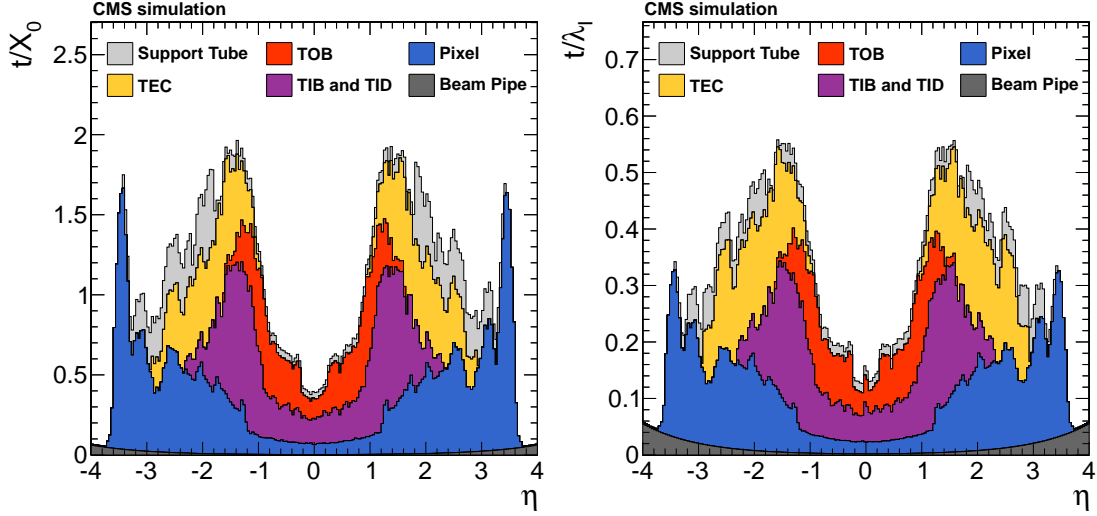 CMS simulation
t/X₀
2.5
2
1.5
1
0.5
0
Support Tube
TOB
Pixel
TEC
TIB and TID
Beam Pipe
-4 -3 -2 -1 0 1 2 3 4
η
CMS simulation
t/λ_I
0.7
0.6
0.5
0.4
0.3
0.2
0.1
0
Support Tube
TOB
Pixel
TEC
TIB and TID
Beam Pipe
-4 -3 -2 -1 0 1 2 3 4
η